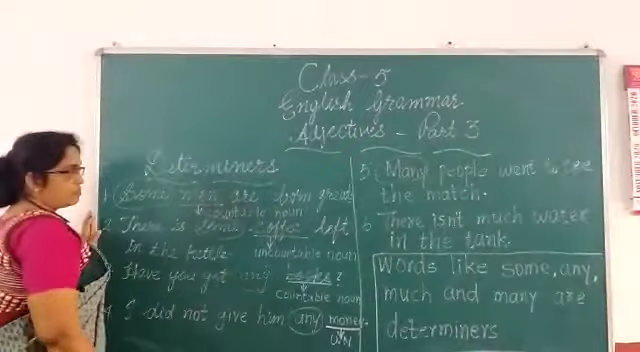 Class-5
English Grammar
Adjectives - Part 3
Determiners
1. Some men are born great
countable noun
2. There is some coffee left
in the kettle. uncountable noun
Have you got any books?
countable noun
4. I did not give him any money.
U.N
5. Many people went to see
the match.
6. There isn't much water
in the tank.
Words like some, any,
much and many are
determiners
OCTOBER 2020